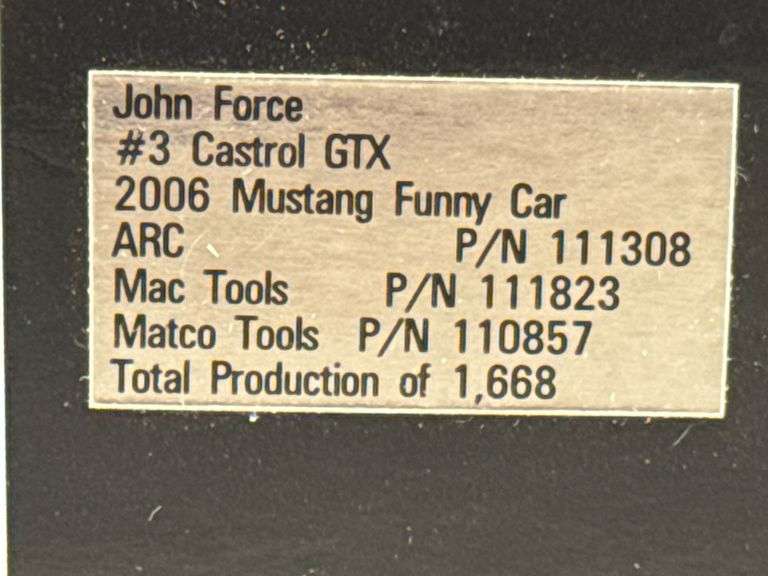 John Force
#3 Castrol GTX
2006 Mustang Funny Car
ARC P/N 111308
Mac Tools P/N 111823
Matco Tools P/N 110857
Total Production of 1,668